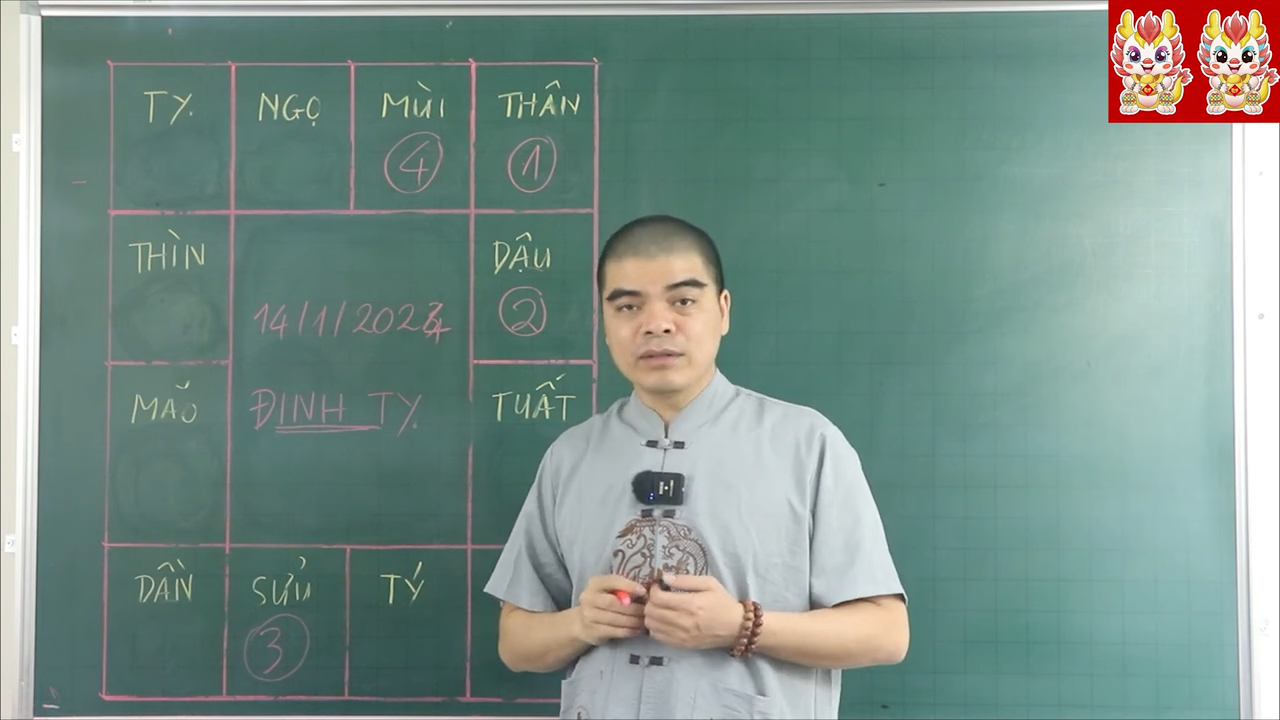 TỴ NGỌ MÙI THÂN
④ ①
THÌN DẬU
②
14/1/2024
MÃO ĐINH TỴ TUẤT
DẦN SỬU TÝ
③